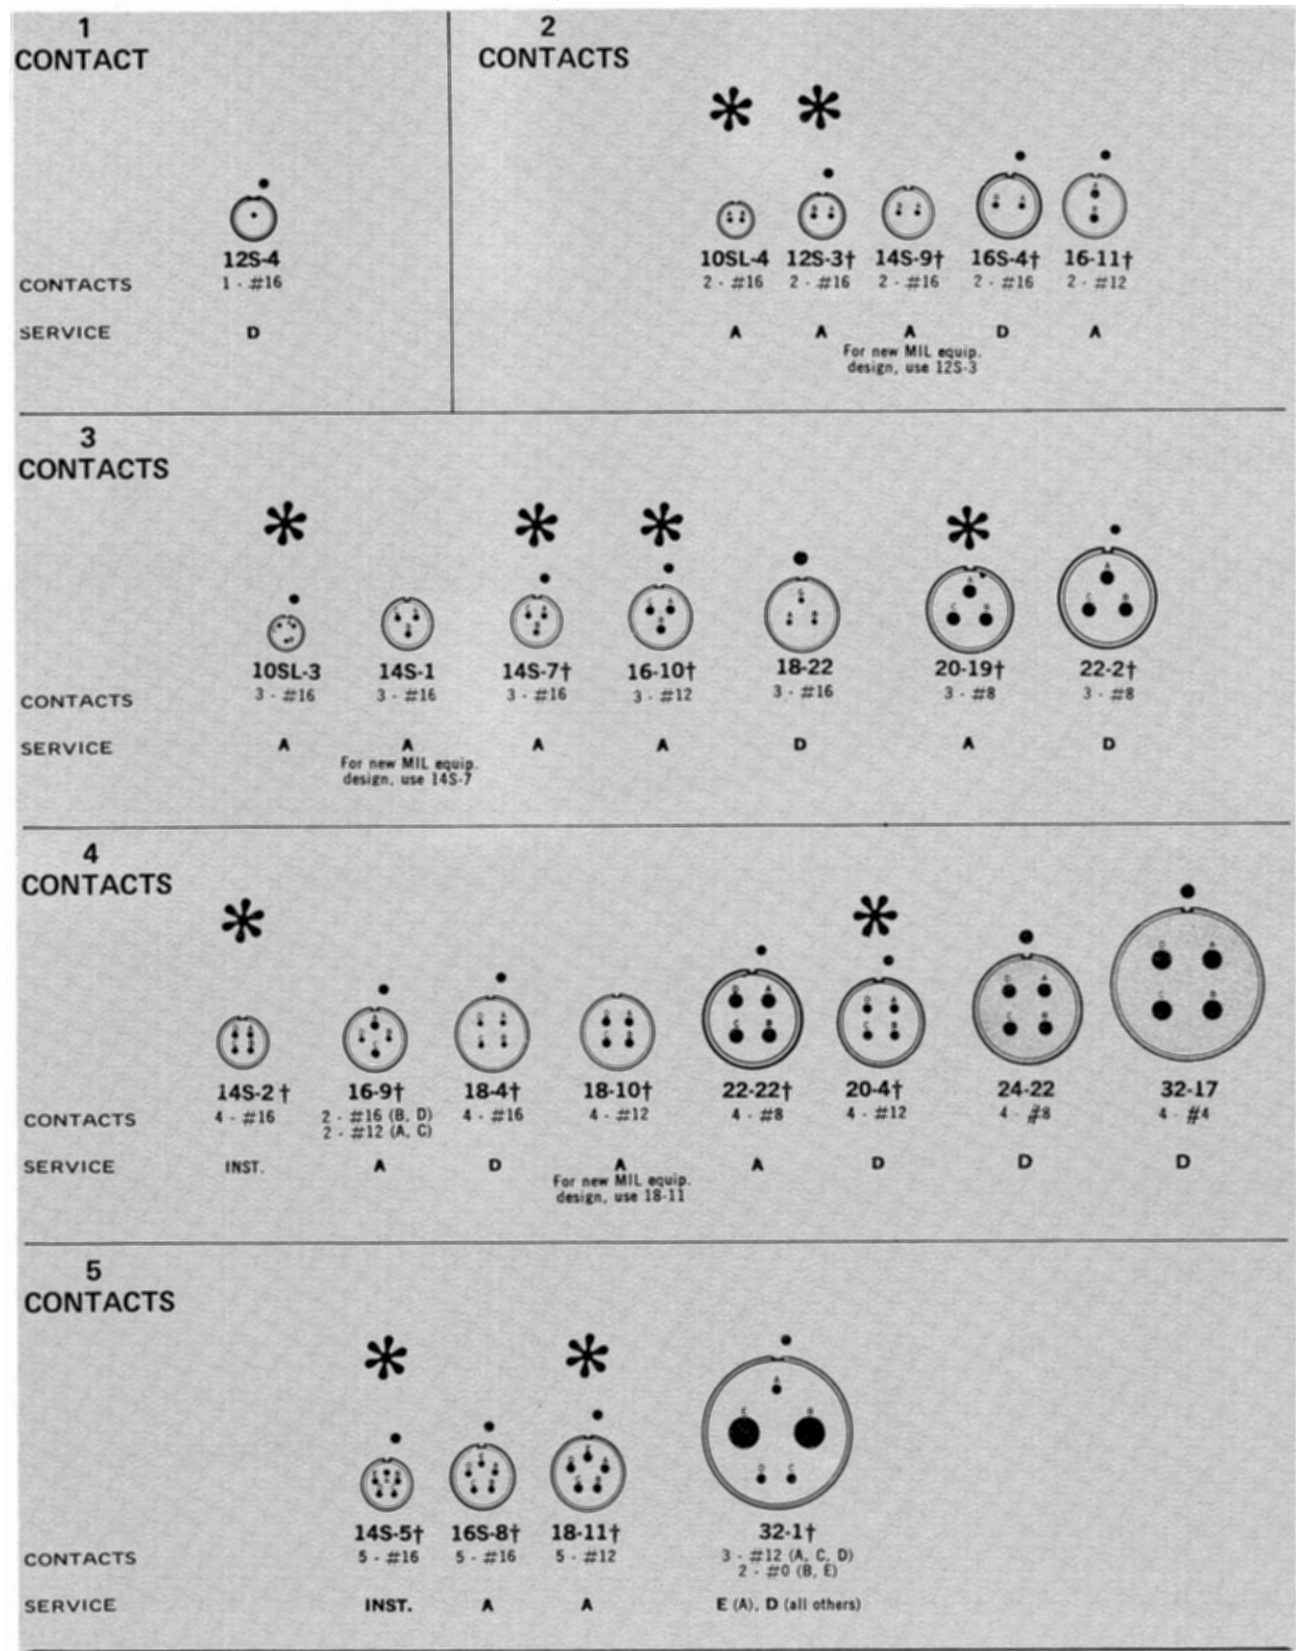 1
CONTACT
12S-4
CONTACTS 1 - #16
SERVICE D
2
CONTACTS
* *
10SL-4 12S-3† 14S-9† 16S-4† 16-11†
2 - #16 2 - #16 2 - #16 2 - #16 2 - #12
A A A D A
For new MIL equip.
design, use 12S-3
3
CONTACTS
* * * *
10SL-3 14S-1 14S-7† 16-10† 18-22 20-19† 22-2†
CONTACTS 3 - #16 3 - #16 3 - #16 3 - #12 3 - #16 3 - #8 3 - #8
SERVICE A A A A D A D
For new MIL equip.
design, use 14S-7
4
CONTACTS
* *
14S-2 † 16-9† 18-4† 18-10† 22-22† 20-4† 24-22 32-17
CONTACTS 4 - #16 2 - #16 (B, D) 4 - #16 4 - #12 4 - #8 4 - #12 4 - #8 4 - #4
2 - #12 (A, C)
SERVICE INST. A D A A D D D
For new MIL equip.
design, use 18-11
5
CONTACTS
* *
14S-5† 16S-8† 18-11† 32-1†
CONTACTS 5 - #16 5 - #16 5 - #12 3 - #12 (A, C, D)
2 - #0 (B, E)
SERVICE INST. A A E (A), D (all others)